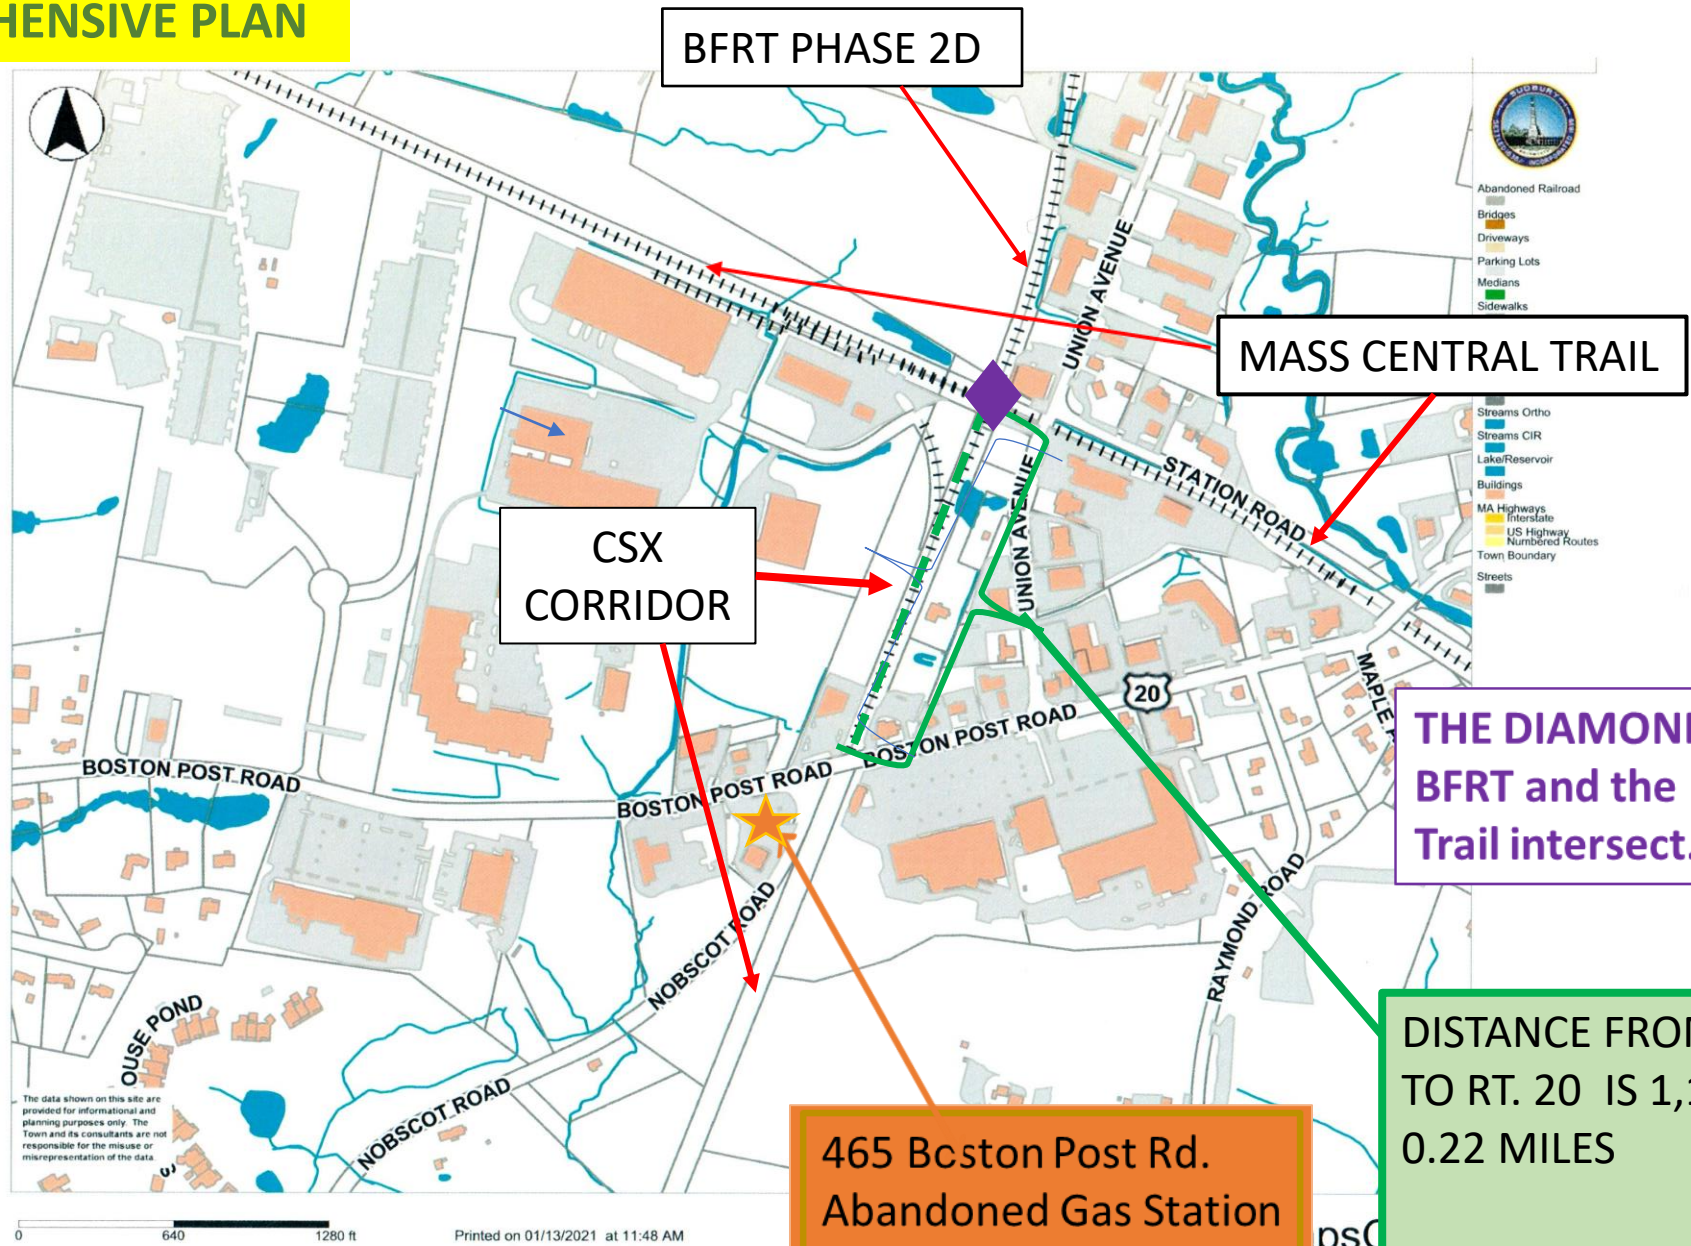 HENSIVE PLAN
BFRT PHASE 2D
SUDBURY
Abandoned Railroad
Bridges
Driveways
Parking Lots
Medians
Sidewalks
UNION AVENUE
MASS CENTRAL TRAIL
Streams Ortho
Streams CIR
Lake/Reservoir
Buildings
MA Highways
Interstate
US Highway
Numbered Routes
Town Boundary
Streets
STATION ROAD
UNION AVENUE
CSX
CORRIDOR
MAPLE
20
THE DIAMOND
BFRT and the
Trail intersect.
BOSTON POST ROAD
BOSTON POST ROAD
BOSTON POST ROAD
NOBSCOT ROAD
RAYMOND ROAD
OUSE POND
NOBSCOT ROAD
DISTANCE FROM
TO RT. 20 IS 1,1
0.22 MILES
The data shown on this site are
provided for informational and
planning purposes only. The
Town and its consultants are not
responsible for the misuse or
misrepresentation of the data.
465 Boston Post Rd.
Abandoned Gas Station
0 640 1280 ft
Printed on 01/13/2021 at 11:48 AM